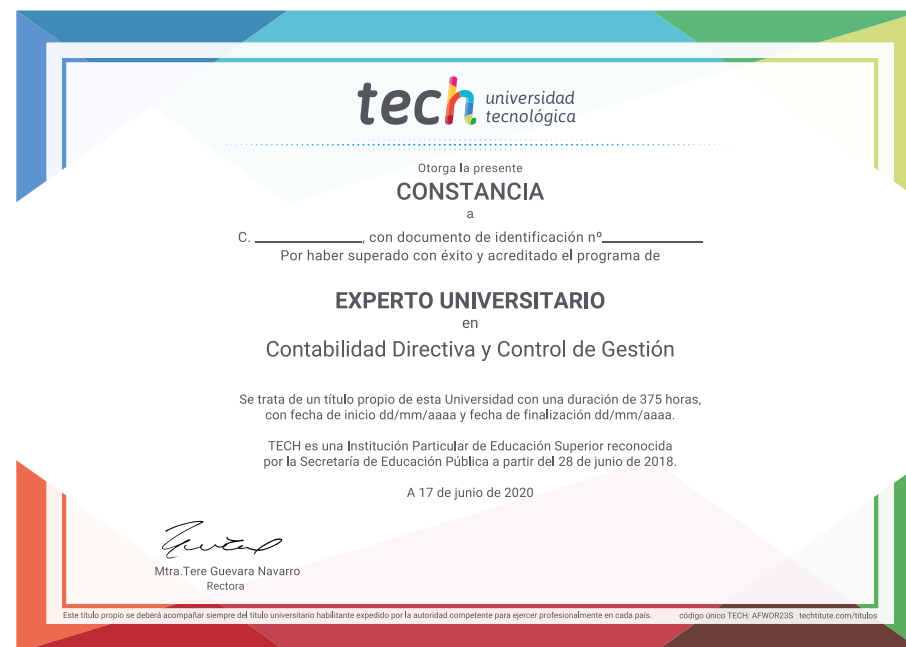 tech universidad
tecnológica
Otorga la presente
CONSTANCIA
a
C. ______________, con documento de identificación nº______________
Por haber superado con éxito y acreditado el programa de
EXPERTO UNIVERSITARIO
en
Contabilidad Directiva y Control de Gestión
Se trata de un título propio de esta Universidad con una duración de 375 horas,
con fecha de inicio dd/mm/aaaa y fecha de finalización dd/mm/aaaa.
TECH es una Institución Particular de Educación Superior reconocida
por la Secretaría de Educación Pública a partir del 28 de junio de 2018.
A 17 de junio de 2020
Mtra.Tere Guevara Navarro
Rectora
Este título propio se deberá acompañar siempre del título universitario habilitante expedido por la autoridad competente para ejercer profesionalmente en cada país. código único TECH: AFWOR23S techtitute.com/titulos